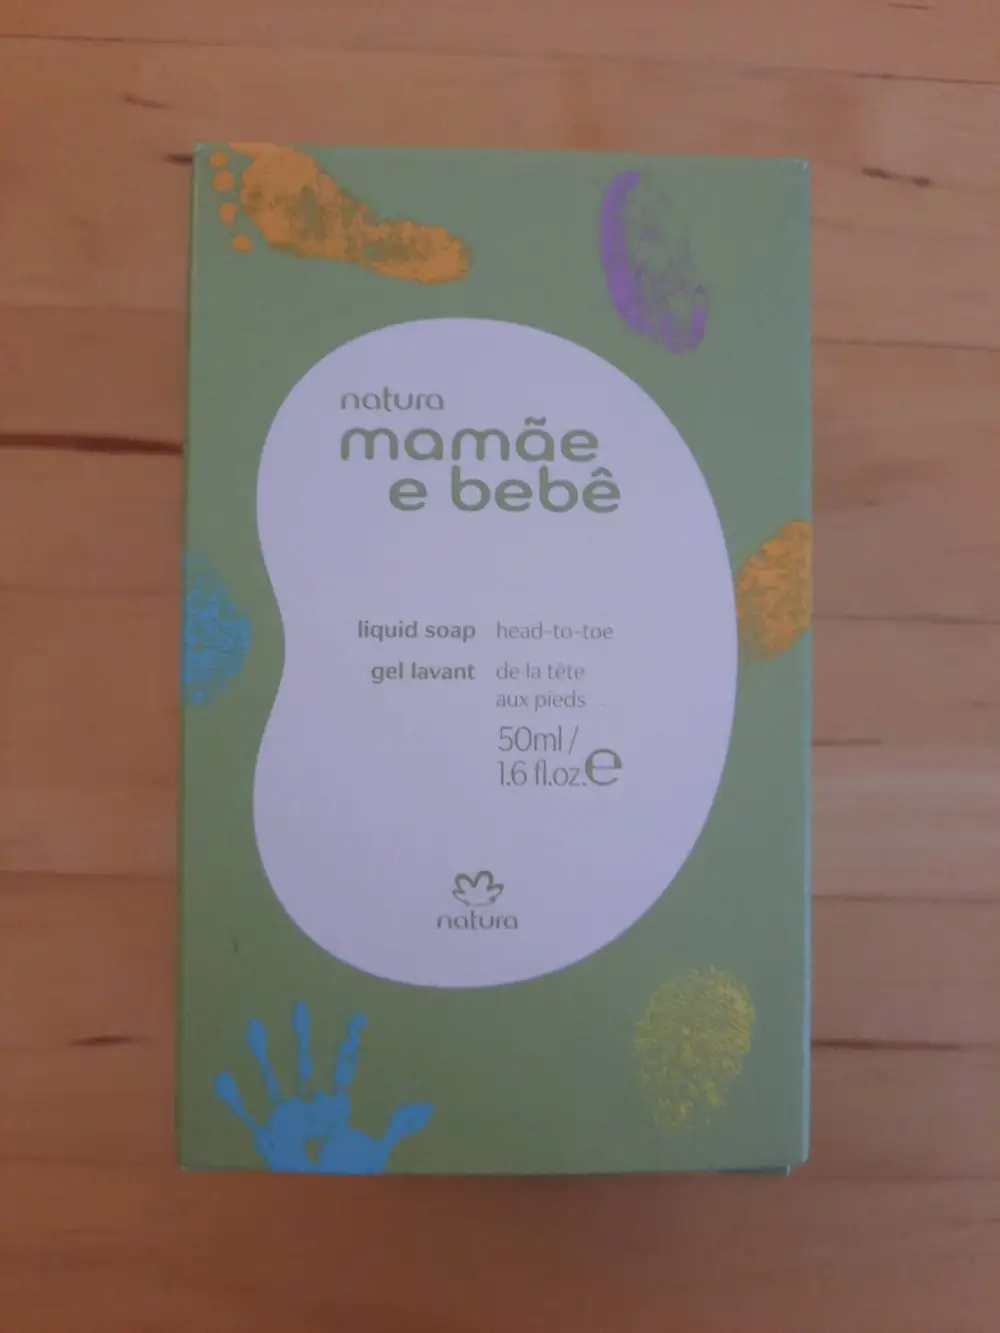 natura
mamãe
e bebê
liquid soap head-to-toe
gel lavant de la tête
aux pieds
50ml /
1.6 fl.oz. e
natura